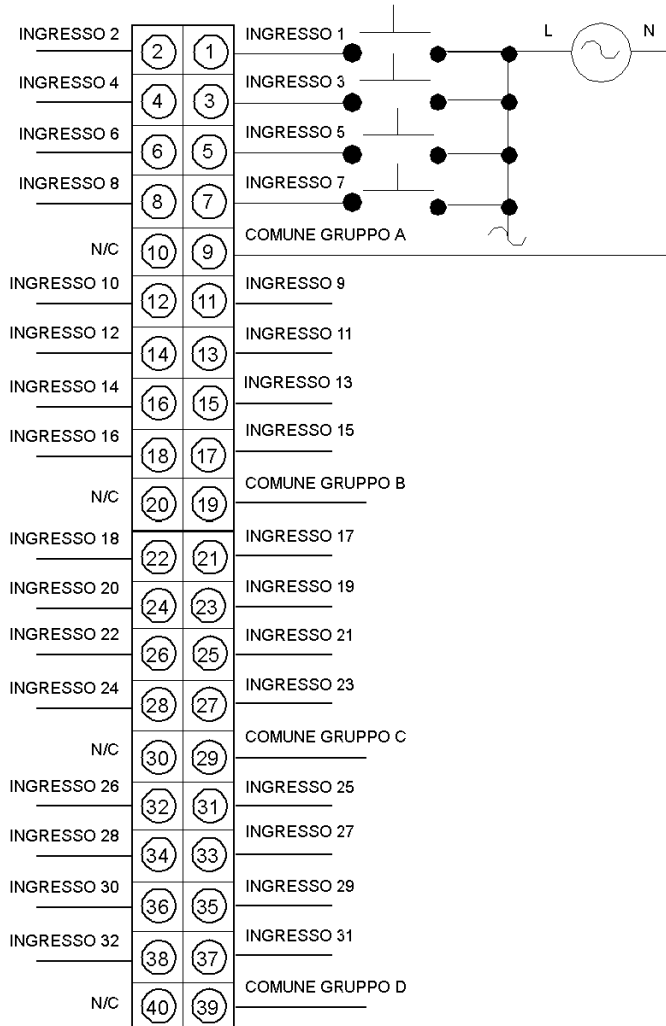 INGRESSO 2 2 1 INGRESSO 1 L N
INGRESSO 4 4 3 INGRESSO 3
INGRESSO 6 6 5 INGRESSO 5
INGRESSO 8 8 7 INGRESSO 7
N/C 10 9 COMUNE GRUPPO A
INGRESSO 10 12 11 INGRESSO 9
INGRESSO 12 14 13 INGRESSO 11
INGRESSO 14 16 15 INGRESSO 13
INGRESSO 16 18 17 INGRESSO 15
N/C 20 19 COMUNE GRUPPO B
INGRESSO 18 22 21 INGRESSO 17
INGRESSO 20 24 23 INGRESSO 19
INGRESSO 22 26 25 INGRESSO 21
INGRESSO 24 28 27 INGRESSO 23
N/C 30 29 COMUNE GRUPPO C
INGRESSO 26 32 31 INGRESSO 25
INGRESSO 28 34 33 INGRESSO 27
INGRESSO 30 36 35 INGRESSO 29
INGRESSO 32 38 37 INGRESSO 31
N/C 40 39 COMUNE GRUPPO D